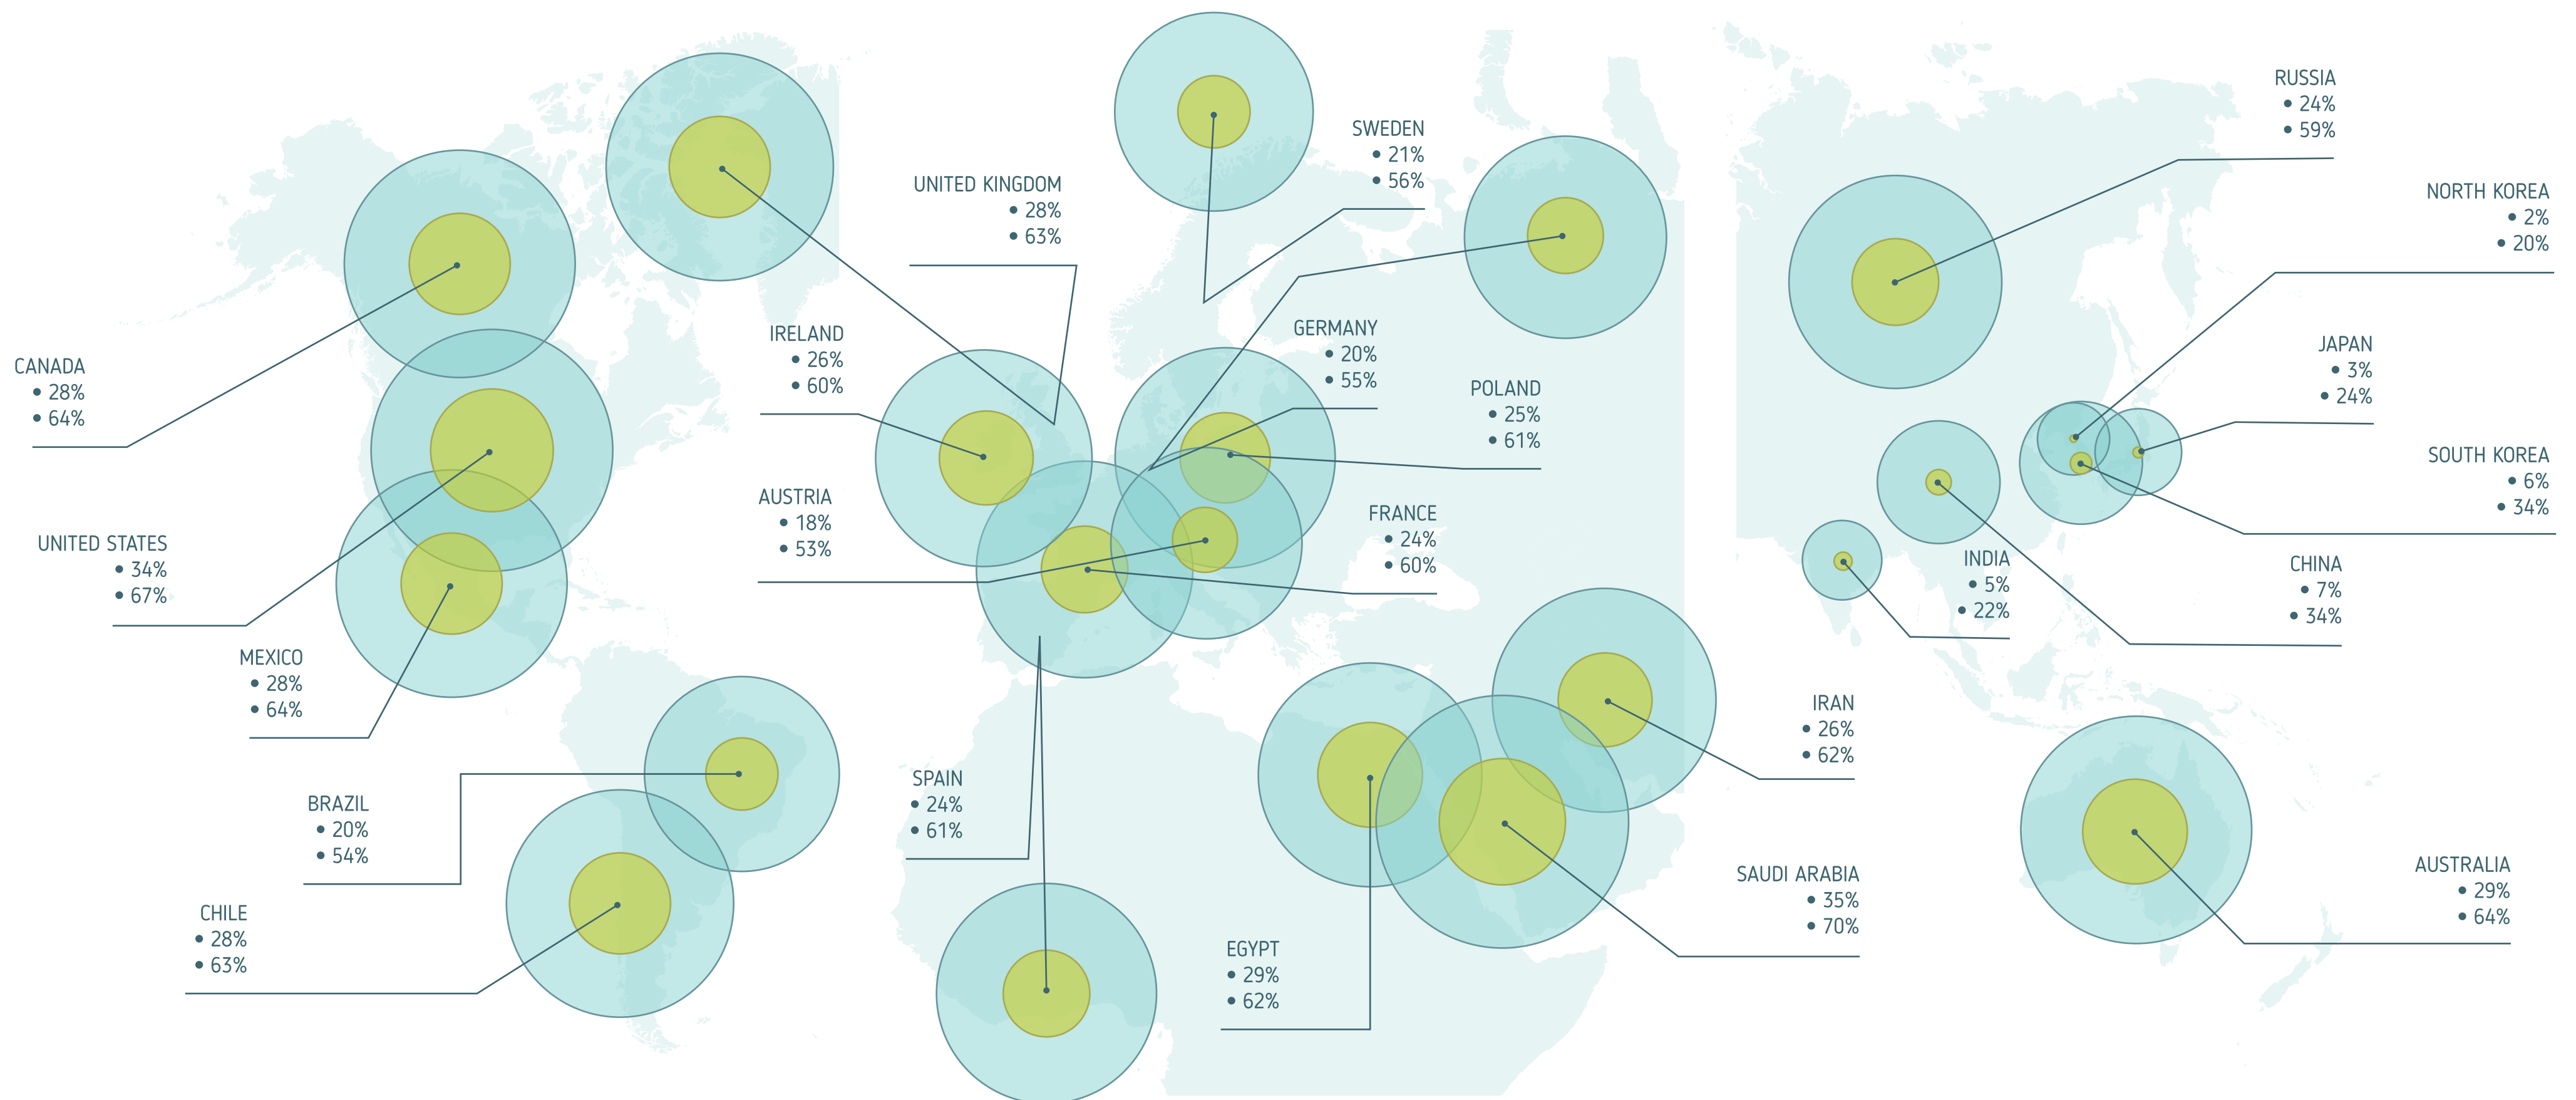 CANADA
• 28%
• 64%
UNITED STATES
• 34%
• 67%
MEXICO
• 28%
• 64%
BRAZIL
• 20%
• 54%
CHILE
• 28%
• 63%
UNITED KINGDOM
• 28%
• 63%
IRELAND
• 26%
• 60%
AUSTRIA
• 18%
• 53%
SPAIN
• 24%
• 61%
SWEDEN
• 21%
• 56%
GERMANY
• 20%
• 55%
POLAND
• 25%
• 61%
FRANCE
• 24%
• 60%
EGYPT
• 29%
• 62%
IRAN
• 26%
• 62%
SAUDI ARABIA
• 35%
• 70%
RUSSIA
• 24%
• 59%
NORTH KOREA
• 2%
• 20%
JAPAN
• 3%
• 24%
SOUTH KOREA
• 6%
• 34%
INDIA
• 5%
• 22%
CHINA
• 7%
• 34%
AUSTRALIA
• 29%
• 64%